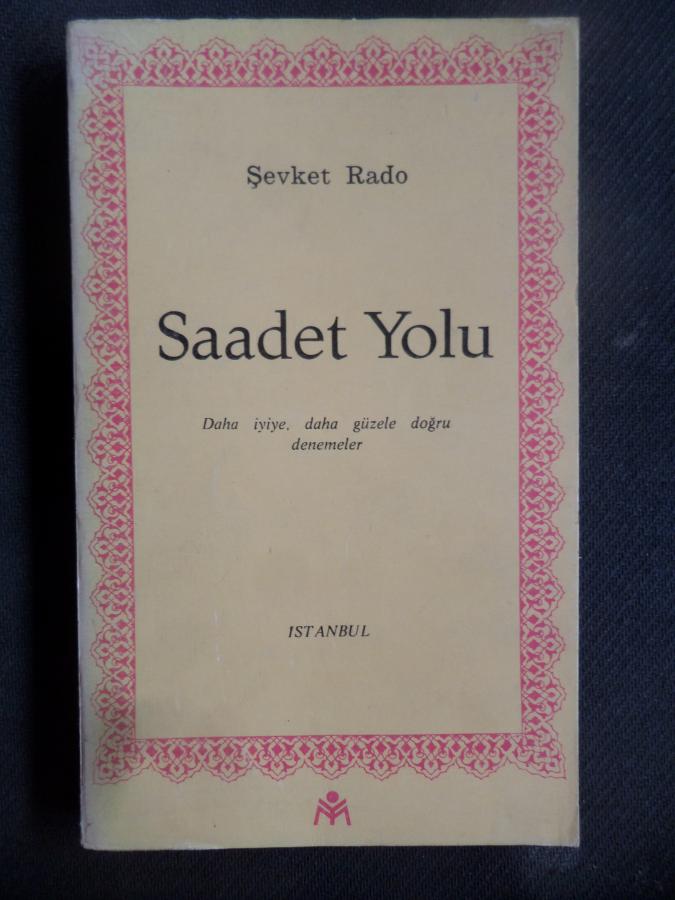 Şevket Rado
Saadet Yolu
Daha iyiye, daha güzele doğru
denemeler
ISTANBUL